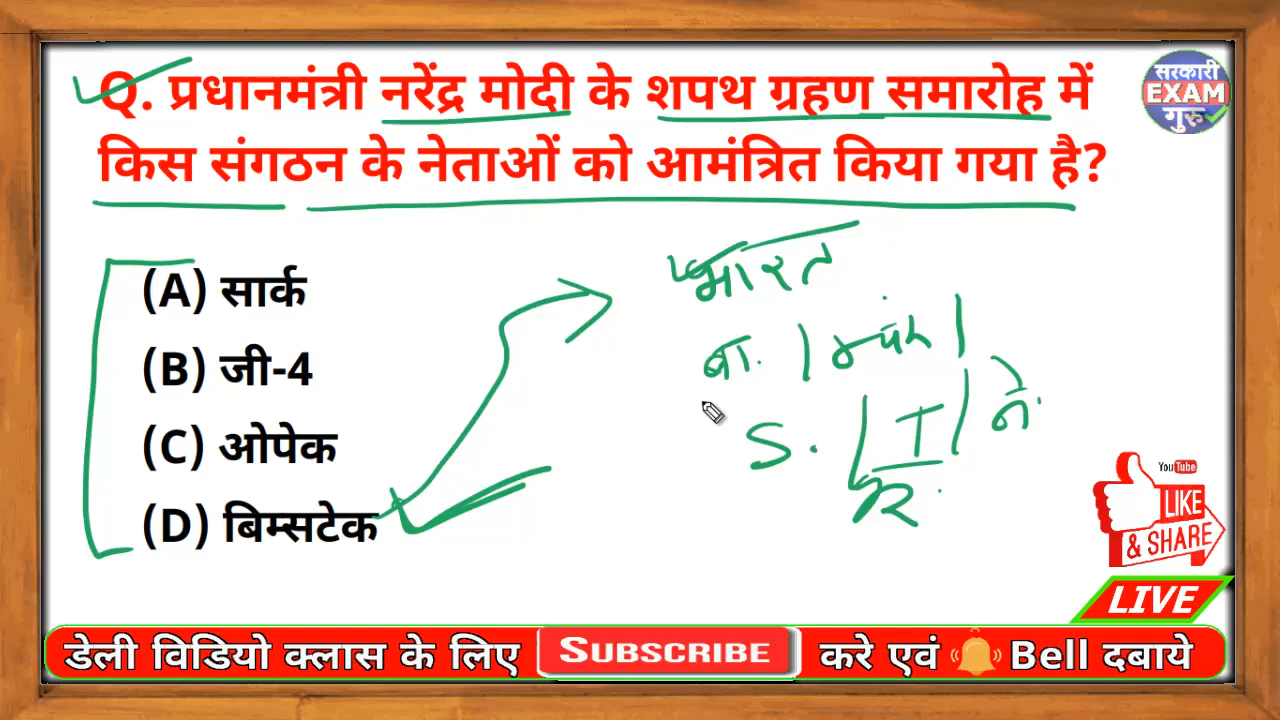 Q. प्रधानमंत्री नरेंद्र मोदी के शपथ ग्रहण समारोह में
किस संगठन के नेताओं को आमंत्रित किया गया है?
सरकारी
EXAM
गुरु
(A) सार्क
(B) जी-4
(C) ओपेक
(D) बिम्सटेक
भारत
बा.
S. T ने.
YouTube
LIKE
& SHARE
LIVE
डेली विडियो क्लास के लिए SUBSCRIBE करे एवं Bell दबाये